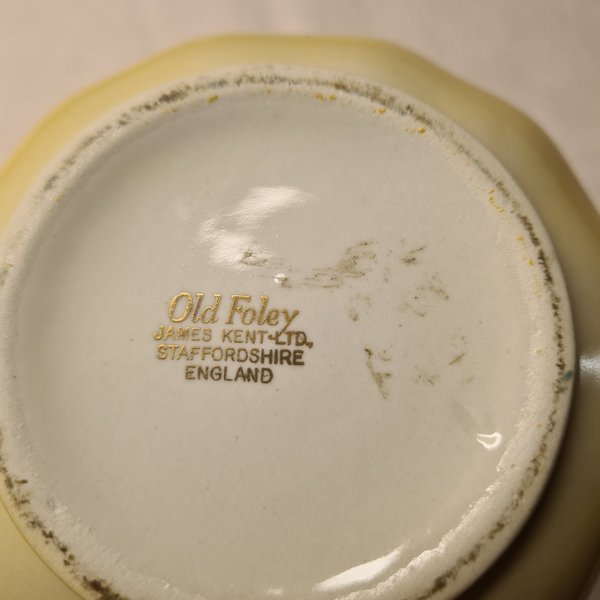 Old Foley
JAMES KENT LTD,
STAFFORDSHIRE
ENGLAND